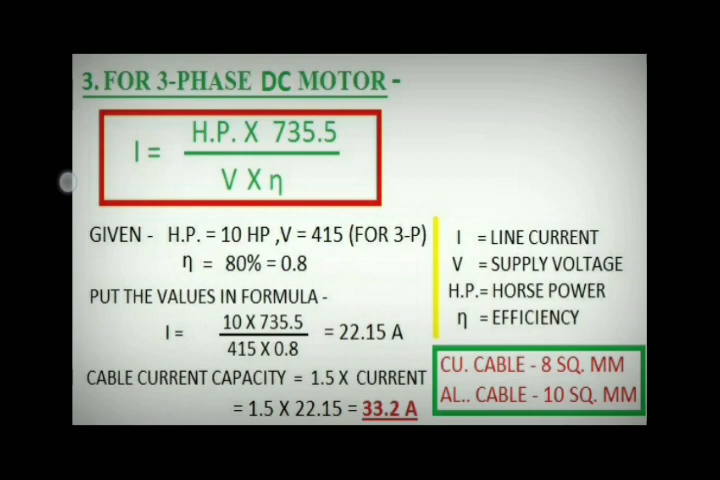 3. FOR 3-PHASE DC MOTOR -
I = H.P. X 735.5
V X η
GIVEN - H.P. = 10 HP ,V = 415 (FOR 3-P)
η = 80% = 0.8
PUT THE VALUES IN FORMULA -
I = 10 X 735.5 = 22.15 A
415 X 0.8
CABLE CURRENT CAPACITY = 1.5 X CURRENT
= 1.5 X 22.15 = 33.2 A
I = LINE CURRENT
V = SUPPLY VOLTAGE
H.P.= HORSE POWER
η = EFFICIENCY
CU. CABLE - 8 SQ. MM
AL.. CABLE - 10 SQ. MM